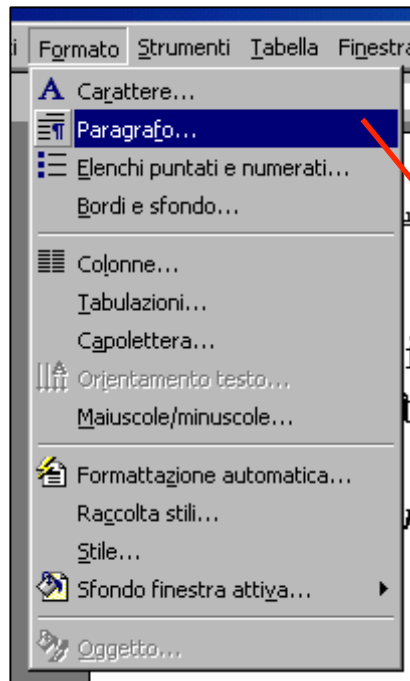 Formato Strumenti Tabella Finestra
Carattere...
Paragrafo...
Elenchi puntati e numerati...
Bordi e sfondo...
Colonne...
Tabulazioni...
Capolettera...
Orientamento testo...
Maiuscole/minuscole...
Formattazione automatica...
Raccolta stili...
Stile...
Sfondo finestra attiva...
Oggetto...